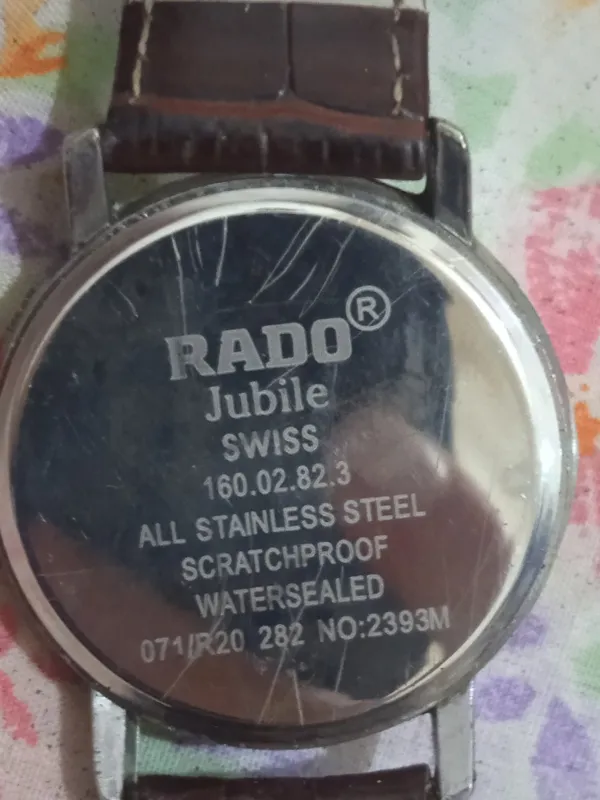 RADO®
Jubile
SWISS
160.02.82.3
ALL STAINLESS STEEL
SCRATCHPROOF
WATERSEALED
071/R20 282 NO:2393M